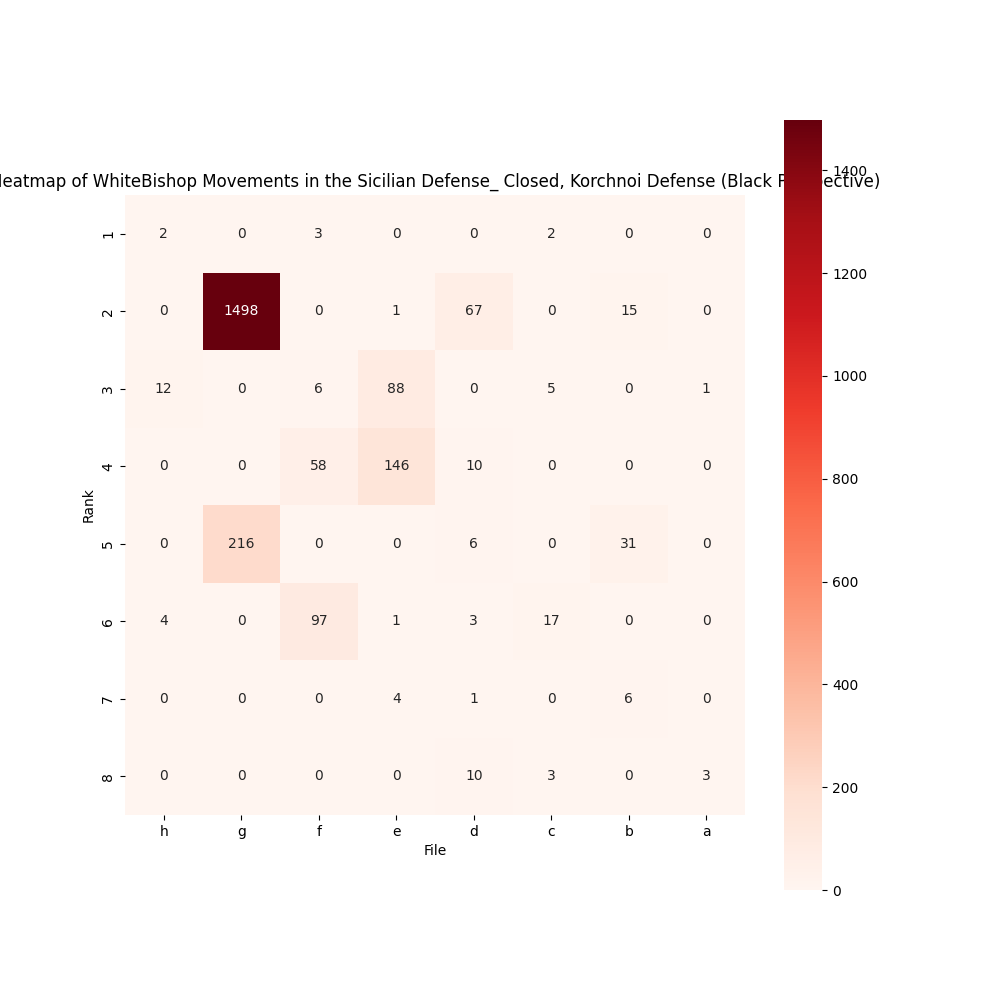 eatmap of WhiteBishop Movements in the Sicilian Defense_ Closed, Korchnoi Defense (Black
1400
1 2 0 3 0 0 2 0 0
1200
2 0 1498 0 1 67 0 15 0
1000
3 12 0 6 88 0 5 0 1
800
4 0 0 58 146 10 0 0 0
Rank
600
5 0 216 0 0 6 0 31 0
6 4 0 97 1 3 17 0 0
400
7 0 0 0 4 1 0 6 0
200
8 0 0 0 0 10 3 0 3
h g f e d c b a
File
0